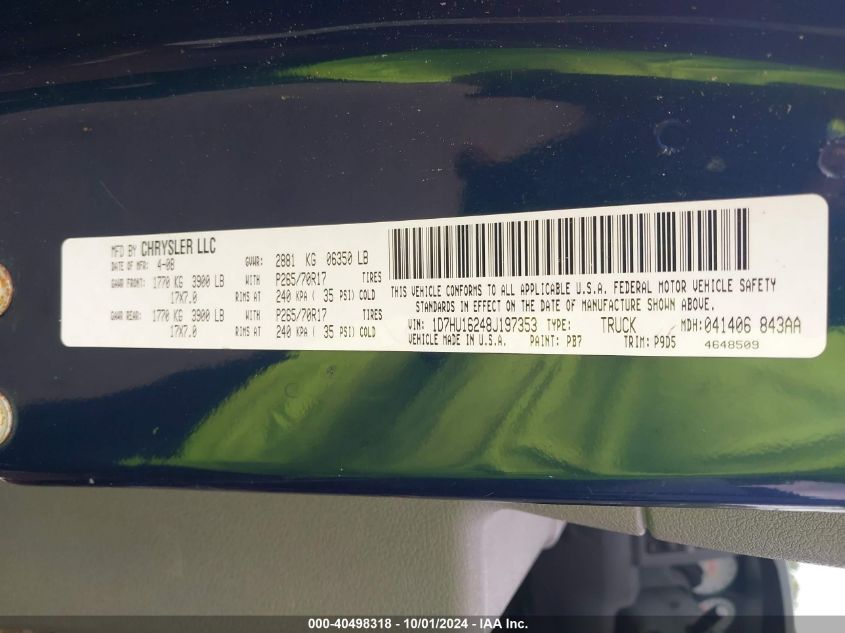 MFD BY CHRYSLER LLC
DATE OF MFR: 4-08 GVWR: 2881 KG 06350 LB
GAWR FRONT: 1770 KG 3900 LB WITH P265/70R17 TIRES
17X7.0 RIMS AT 240 KPA ( 35 PSI) COLD
GAWR REAR: 1770 KG 3900 LB WITH P265/70R17 TIRES
17X7.0 RIMS AT 240 KPA ( 35 PSI) COLD
THIS VEHICLE CONFORMS TO ALL APPLICABLE U.S.A. FEDERAL MOTOR VEHICLE SAFETY
STANDARDS IN EFFECT ON THE DATE OF MANUFACTURE SHOWN ABOVE.
VIN: 1D7HU16248J197353 TYPE: TRUCK MDH: 041406 843AA
VEHICLE MADE IN U.S.A. PAINT: PB7 TRIM: P9D5 4648509
000-40498318 - 10/01/2024 - IAA Inc.